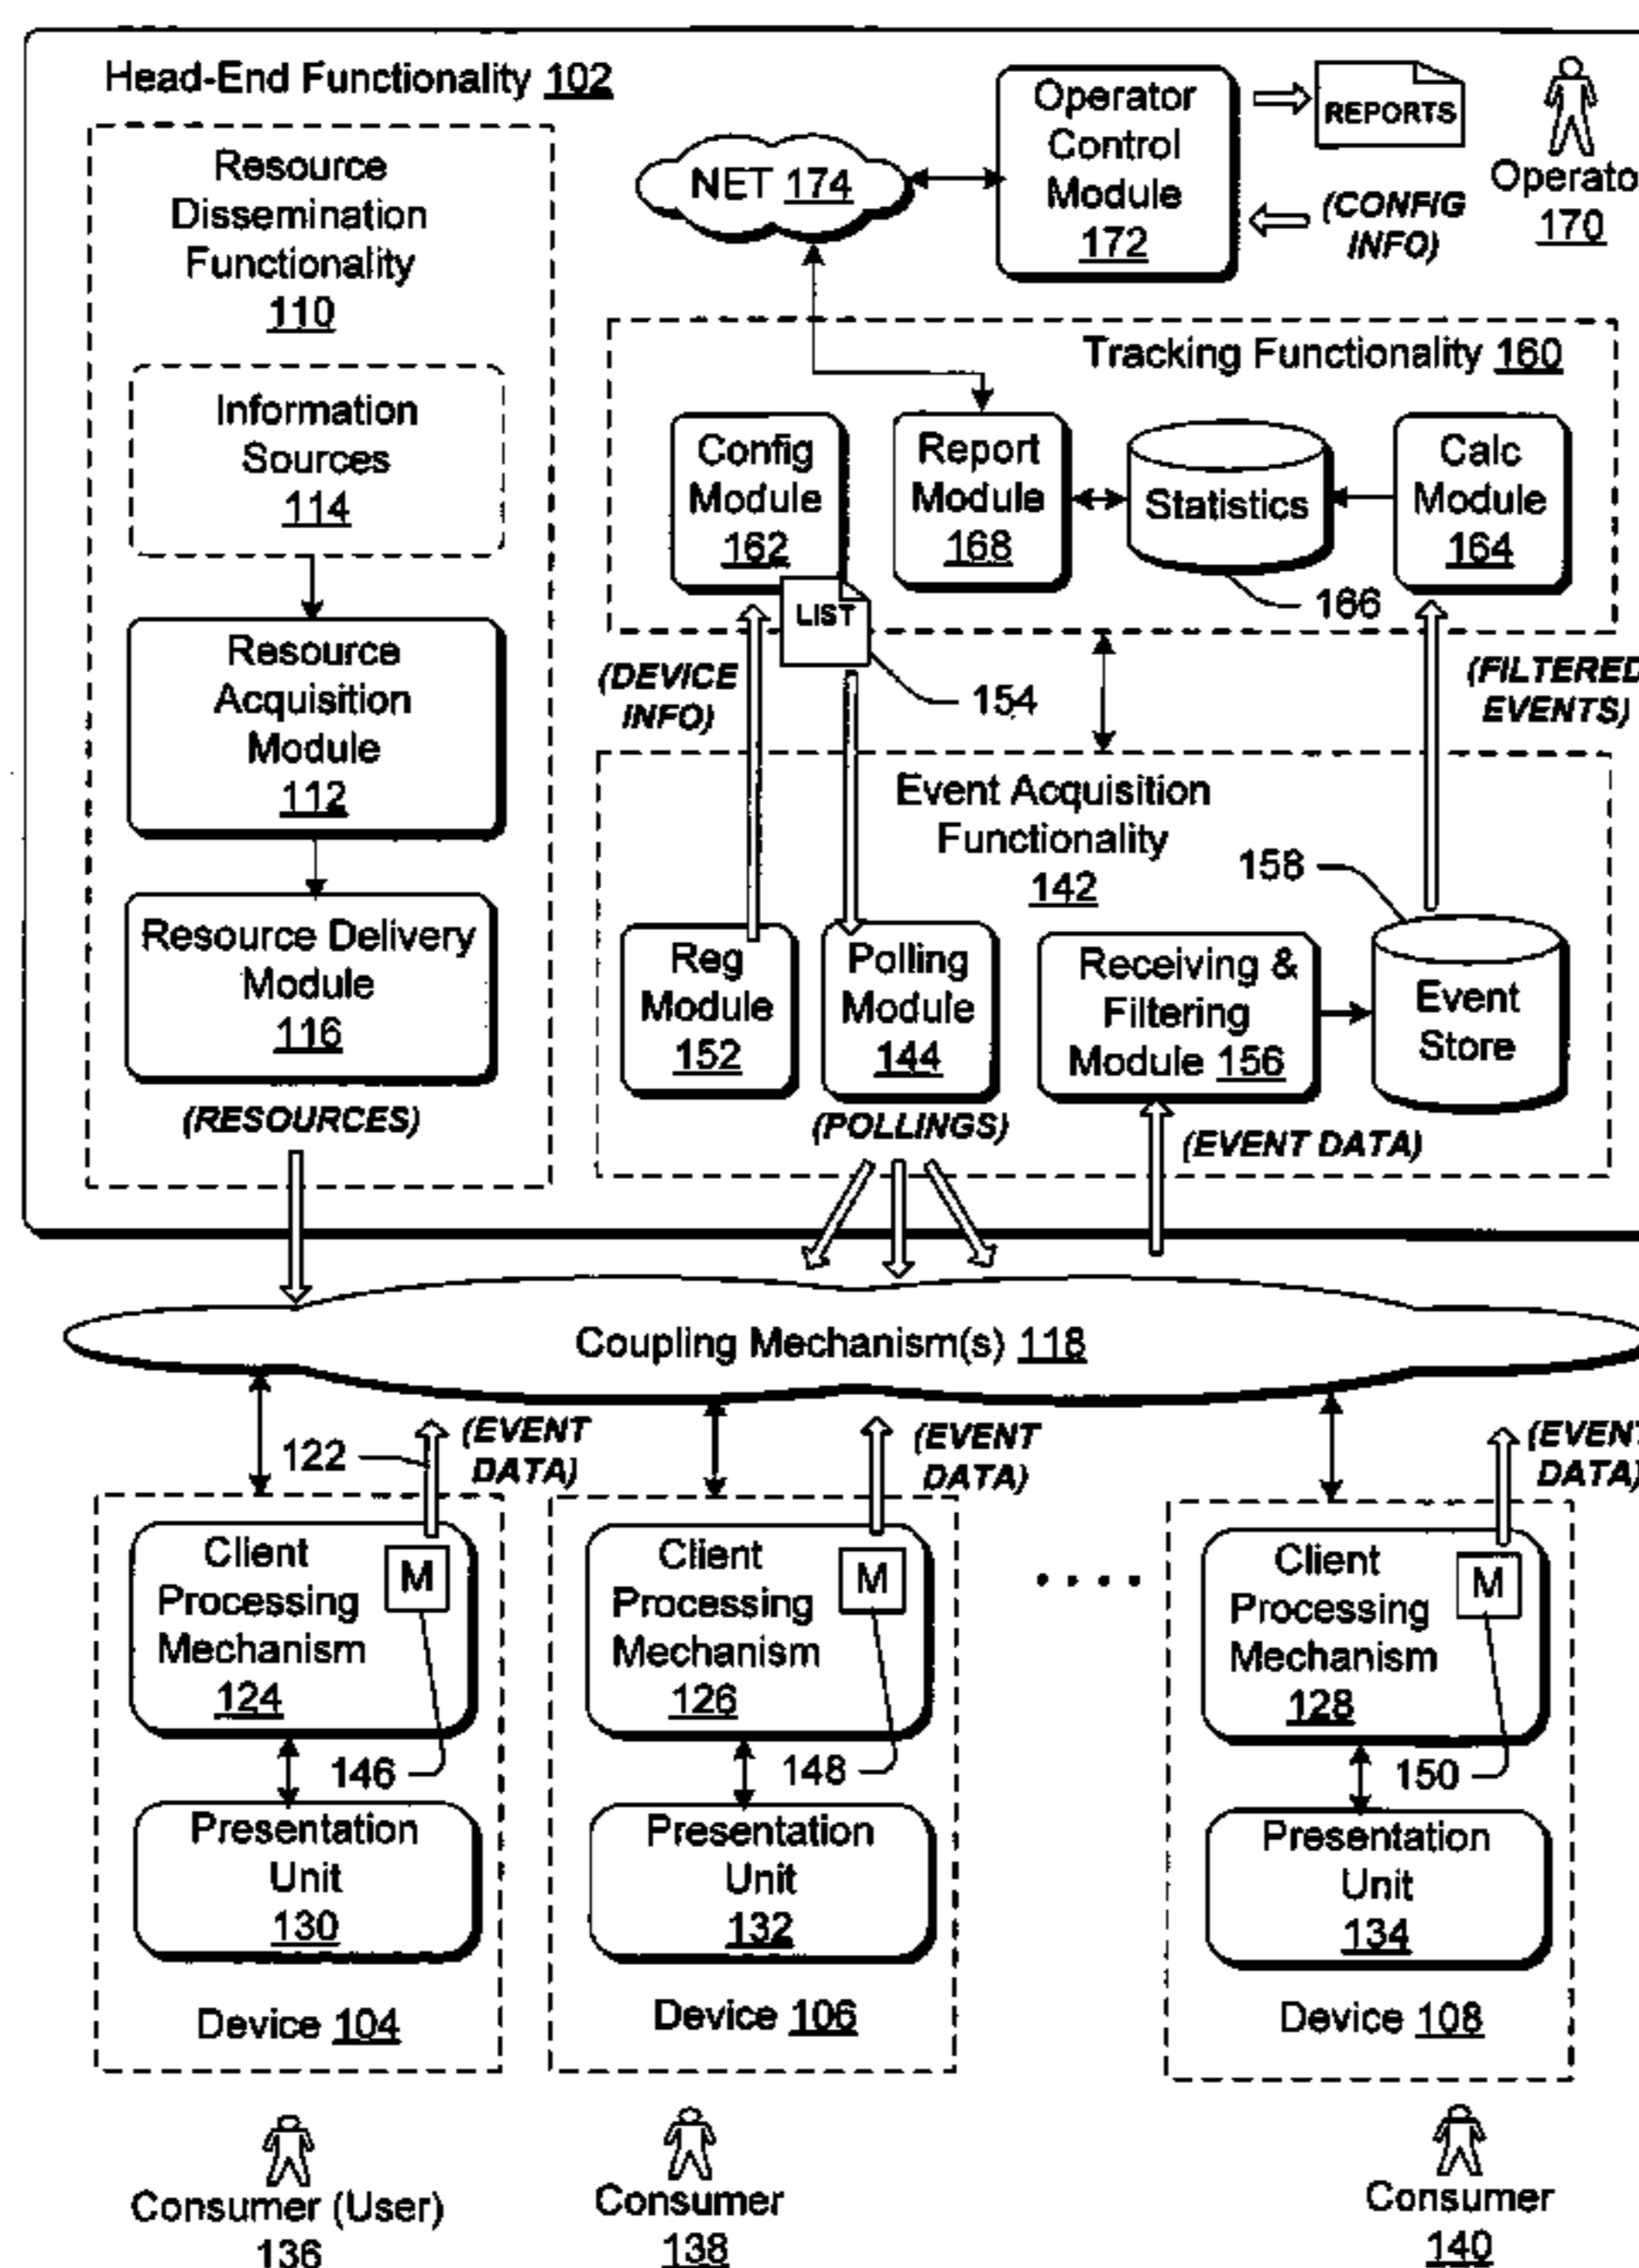 Head-End Functionality 102
Resource
Dissemination
Functionality
110
Information
Sources
114
Resource
Acquisition
Module
112
Resource Delivery
Module
116
(RESOURCES)
NET 174
Operator
Control
Module
172
REPORTS
(CONFIG
INFO)
Operato
170
Tracking Functionality 160
Config
Module
162
LIST
154
Report
Module
168
Statistics
166
Calc
Module
164
(DEVICE
INFO)
(FILTERED
EVENTS)
Event Acquisition
Functionality
142
158
Reg
Module
152
Polling
Module
144
(POLLINGS)
Receiving &
Filtering
Module 156
Event
Store
(EVENT DATA)
Coupling Mechanism(s) 118
122
(EVENT
DATA)
(EVENT
DATA)
(EVENT
DATA)
Client
Processing
Mechanism
124
M
146
Presentation
Unit
130
Device 104
Client
Processing
Mechanism
126
M
148
Presentation
Unit
132
Device 106
Client
Processing
Mechanism
128
M
150
Presentation
Unit
134
Device 108
Consumer (User)
136
Consumer
138
Consumer
140